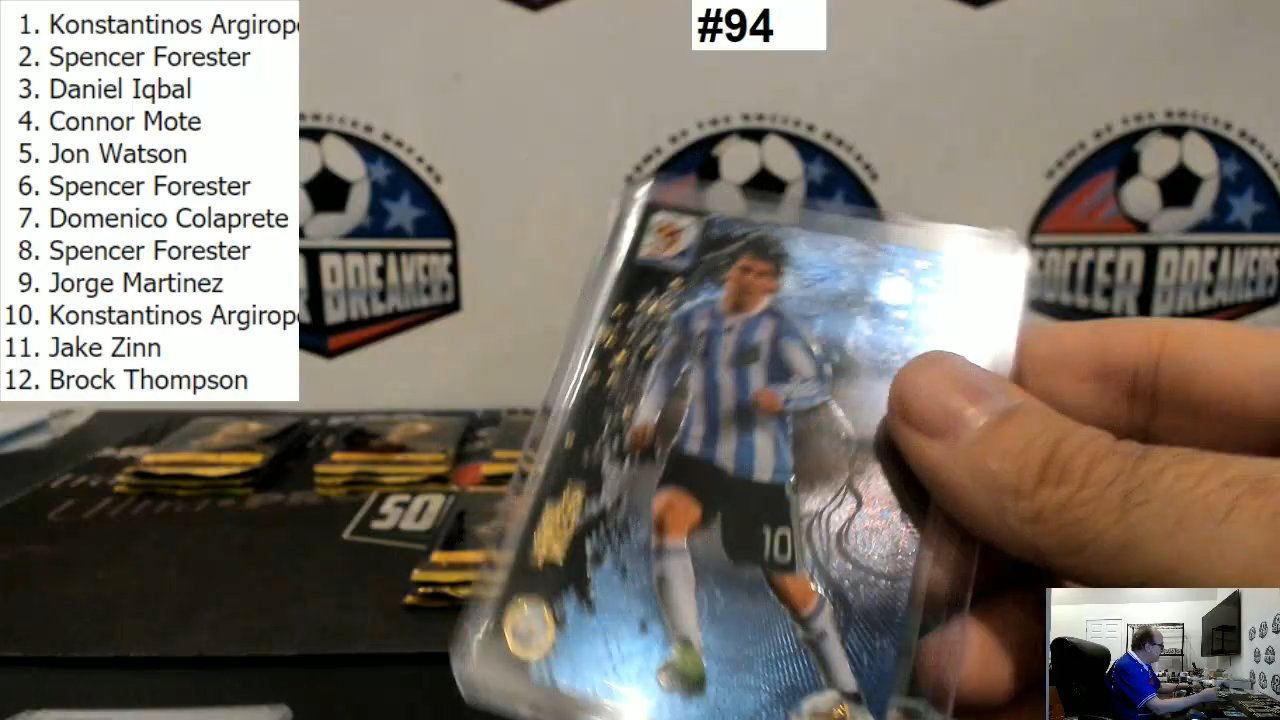 #94
1. Konstantinos Argirop
2. Spencer Forester
3. Daniel Iqbal
4. Connor Mote
5. Jon Watson
6. Spencer Forester
7. Domenico Colaprete
8. Spencer Forester
9. Jorge Martinez
10. Konstantinos Argirop
11. Jake Zinn
12. Brock Thompson
R BREAKERS
SOCCER BREAKERS
10